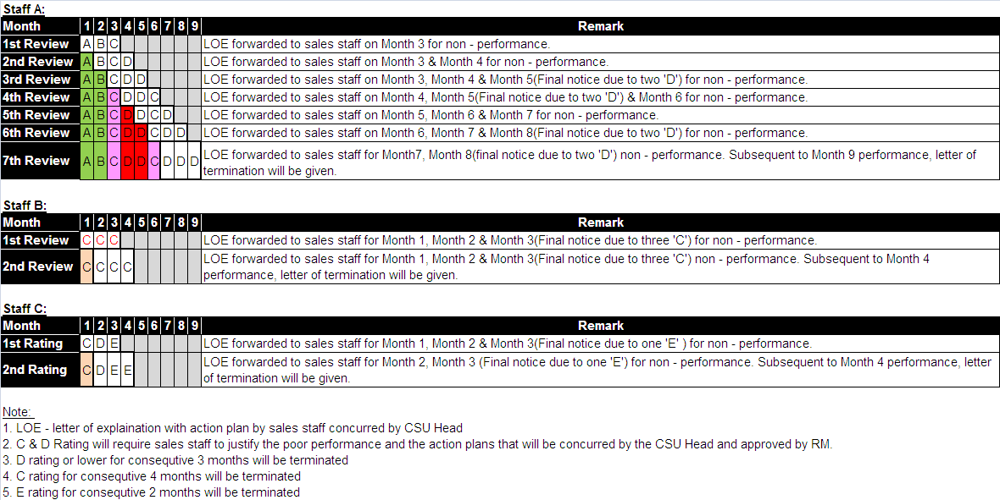 Staff A:
Month 1 2 3 4 5 6 7 8 9 Remark
1st Review A B C LOE forwarded to sales staff on Month 3 for non - performance.
2nd Review A B C D LOE forwarded to sales staff on Month 3 & Month 4 for non - performance.
3rd Review A B C D D LOE forwarded to sales staff on Month 3, Month 4 & Month 5(Final notice due to two 'D') for non - performance.
4th Review A B C D D C LOE forwarded to sales staff on Month 4, Month 5(Final notice due to two 'D') & Month 6 for non - performance.
5th Review A B C D D C D LOE forwarded to sales staff on Month 5, Month 6 & Month 7 for non - performance.
6th Review A B C D D C D D LOE forwarded to sales staff on Month 6, Month 7 & Month 8(Final notice due to two 'D') for non - performance.
7th Review A B C D D C D D D LOE forwarded to sales staff for Month7, Month 8(final notice due to two 'D') non - performance. Subsequent to Month 9 performance, letter of
termination will be given.
Staff B:
Month 1 2 3 4 5 6 7 8 9 Remark
1st Review C C C LOE forwarded to sales staff for Month 1, Month 2 & Month 3(Final notice due to three 'C') for non - performance.
2nd Review C C C C LOE forwarded to sales staff for Month 1, Month 2 & Month 3(Final notice due to three 'C') non - performance. Subsequent to Month 4
performance, letter of termination will be given.
Staff C:
Month 1 2 3 4 5 6 7 8 9 Remark
1st Rating C D E LOE forwarded to sales staff for Month 1, Month 2 & Month 3(Final notice due to one 'E' ) for non - performance.
2nd Rating C D E E LOE forwarded to sales staff for Month 2, Month 3 (Final notice due to one 'E') for non - performance. Subsequent to Month 4 performance, letter
of termination will be given.
Note:
1. LOE - letter of explaination with action plan by sales staff concurred by CSU Head
2. C & D Rating will require sales staff to justify the poor performance and the action plans that will be concurred by the CSU Head and approved by RM.
3. D rating or lower for consequtive 3 months will be terminated
4. C rating for consequtive 4 months will be terminated
5. E rating for consequtive 2 months will be terminated